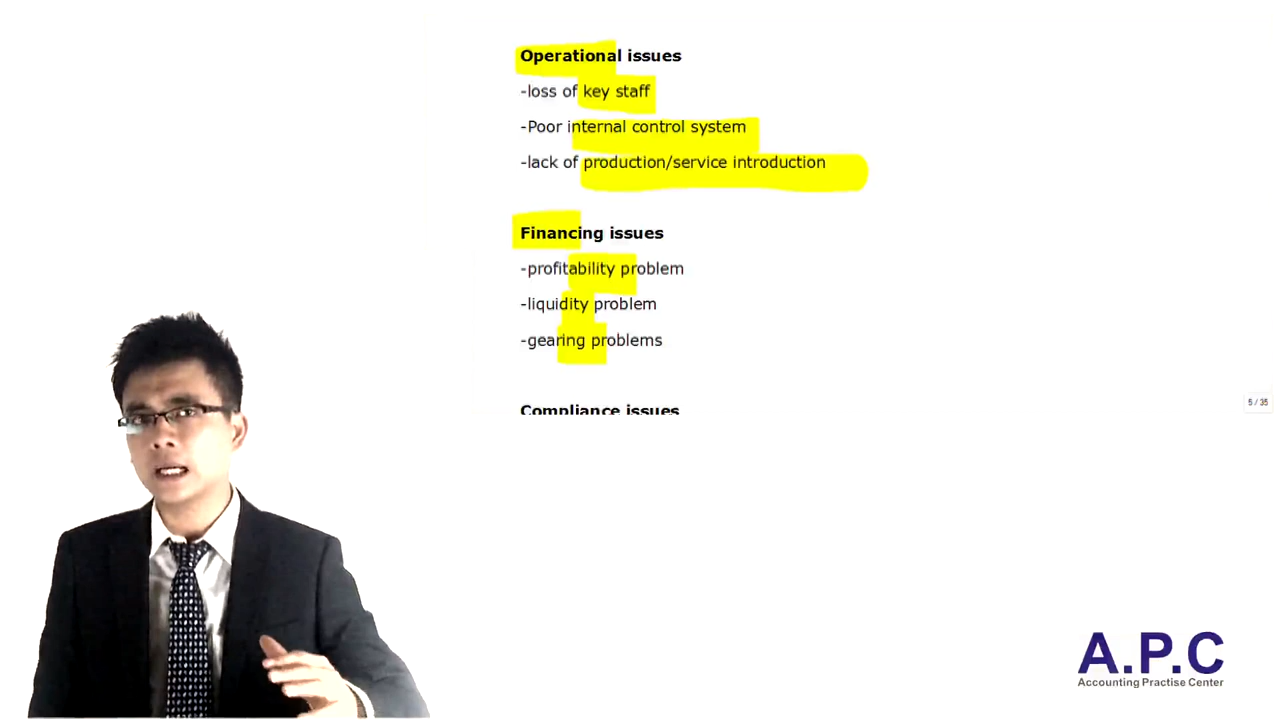 Operational issues
-loss of key staff
-Poor internal control system
-lack of production/service introduction
Financing issues
-profitability problem
-liquidity problem
-gearing problems
Compliance issues
5 / 35
A.P.C
Accounting Practise Center